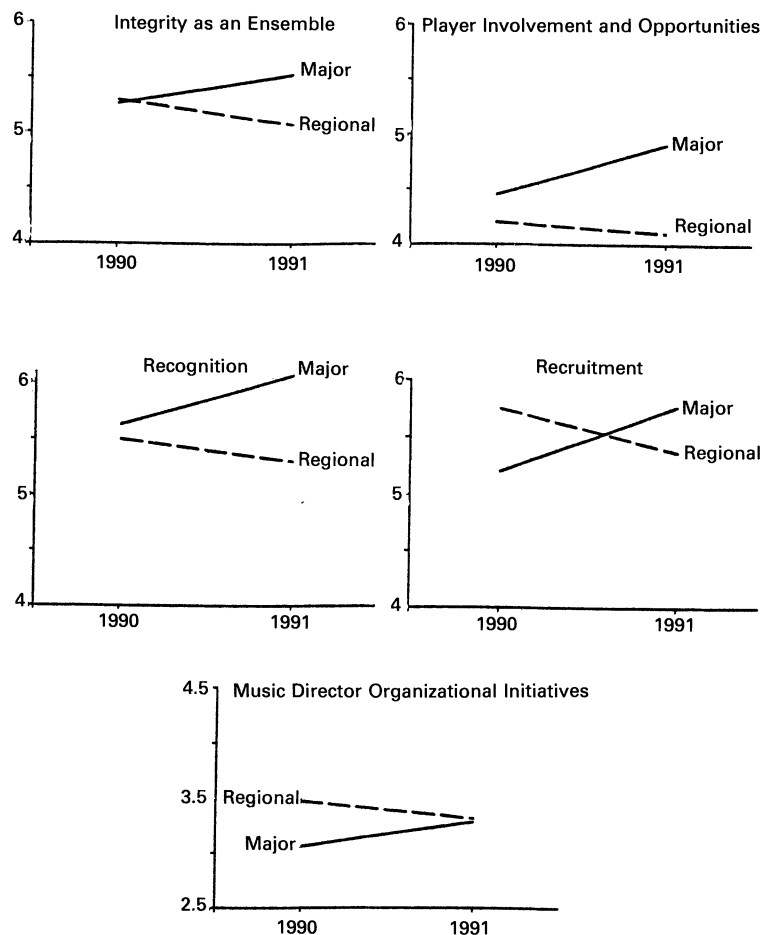 Integrity as an Ensemble
6
5
4
Major
Regional
1990 1991
Player Involvement and Opportunities
6
5
4
Major
Regional
1990 1991
Recognition
6
5
4
Major
Regional
1990 1991
Recruitment
6
5
4
Major
Regional
1990 1991
Music Director Organizational Initiatives
4.5
3.5
2.5
Regional
Major
1990 1991